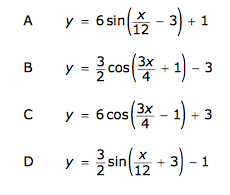 A y = 6 sin(x/12 - 3) + 1
B y = 3/2 cos(3x/4 + 1) - 3
C y = 6 cos(3x/4 - 1) + 3
D y = 3/2 sin(x/12 + 3) - 1